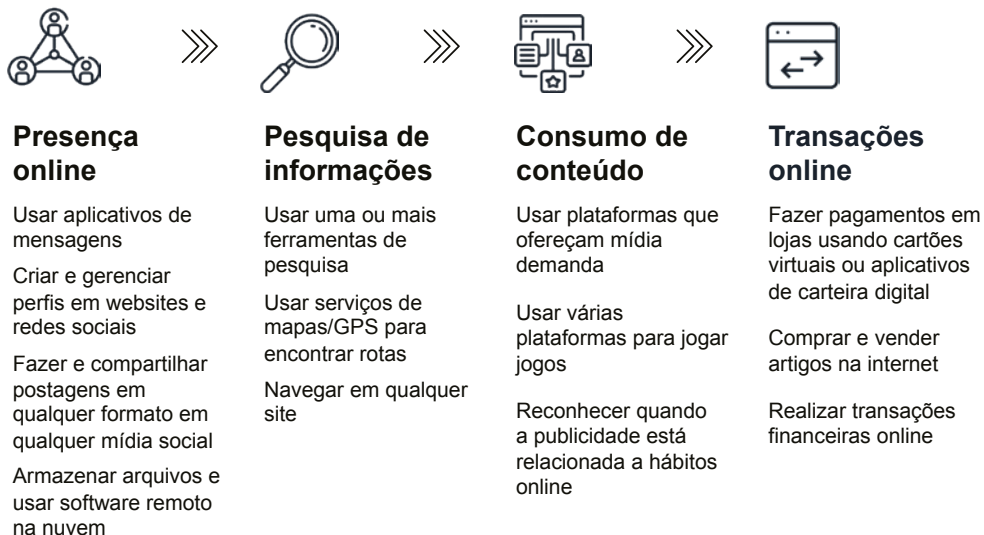 Presença
online
Usar aplicativos de
mensagens
Criar e gerenciar
perfis em websites e
redes sociais
Fazer e compartilhar
postagens em
qualquer formato em
qualquer mídia social
Armazenar arquivos e
usar software remoto
na nuvem
Pesquisa de
informações
Usar uma ou mais
ferramentas de
pesquisa
Usar serviços de
mapas/GPS para
encontrar rotas
Navegar em qualquer
site
Consumo de
conteúdo
Usar plataformas que
ofereçam mídia
demanda
Usar várias
plataformas para jogar
jogos
Reconhecer quando
a publicidade está
relacionada a hábitos
online
Transações
online
Fazer pagamentos em
lojas usando cartões
virtuais ou aplicativos
de carteira digital
Comprar e vender
artigos na internet
Realizar transações
financeiras online